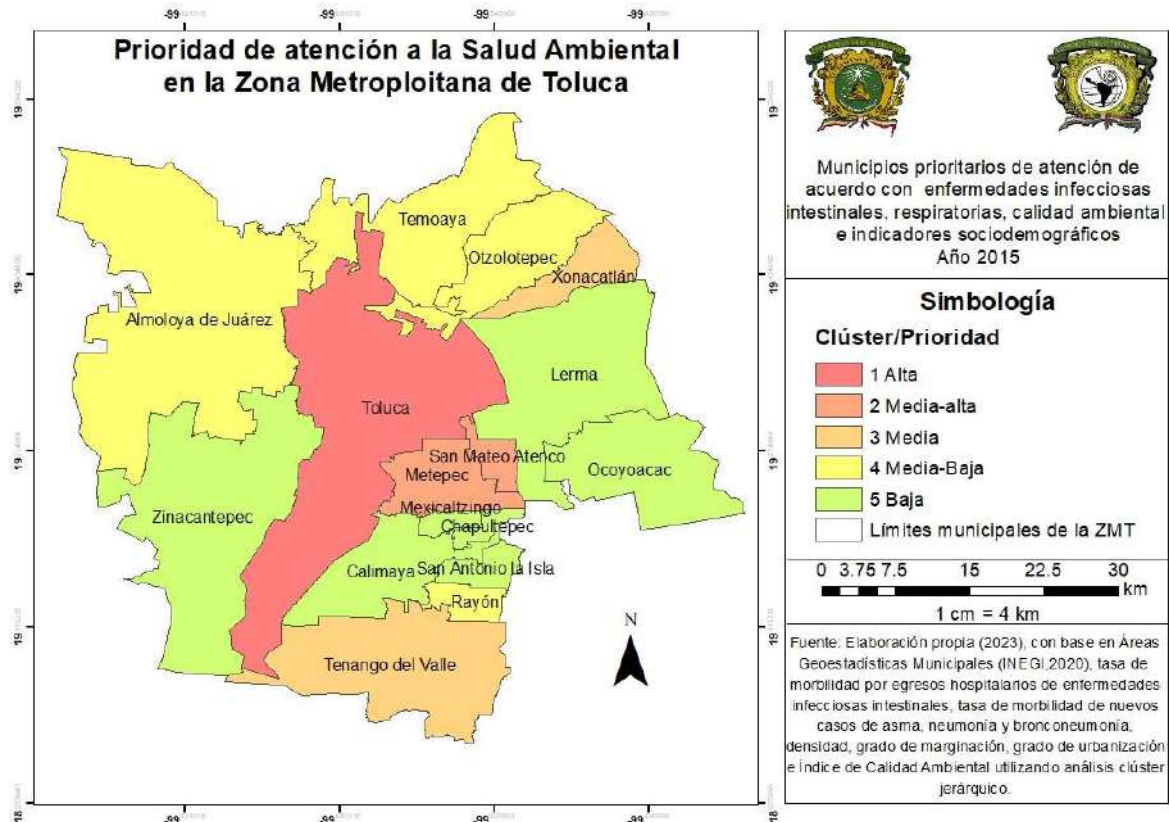 Prioridad de atención a la Salud Ambiental
en la Zona Metroploitana de Toluca
Temoaya
Otzolotepec
Xonacatlán
Almoloya de Juárez
Lerma
Toluca
San Mateo Atenco
Metepec
Ocoyoacac
Zinacantepec
Mexicaltzingo
Chapultepec
Calimaya
San Antonio la Isla
Rayón
Tenango del Valle
N
Municipios prioritarios de atención de
acuerdo con enfermedades infecciosas
intestinales, respiratorias, calidad ambiental
e indicadores sociodemográficos
Año 2015
Simbología
Clúster/Prioridad
1 Alta
2 Media-alta
3 Media
4 Media-Baja
5 Baja
Límites municipales de la ZMT
0 3.75 7.5 15 22.5 30
km
1 cm = 4 km
Fuente: Elaboración propia (2023), con base en Áreas
Geoestadísticas Municipales (INEGI,2020), tasa de
morbilidad por egresos hospitalarios de enfermedades
infecciosas intestinales, tasa de morbilidad de nuevos
casos de asma, neumonía y bronconeumonía,
densidad, grado de marginación, grado de urbanización
e Índice de Calidad Ambiental utilizando análisis clúster
jerárquico.